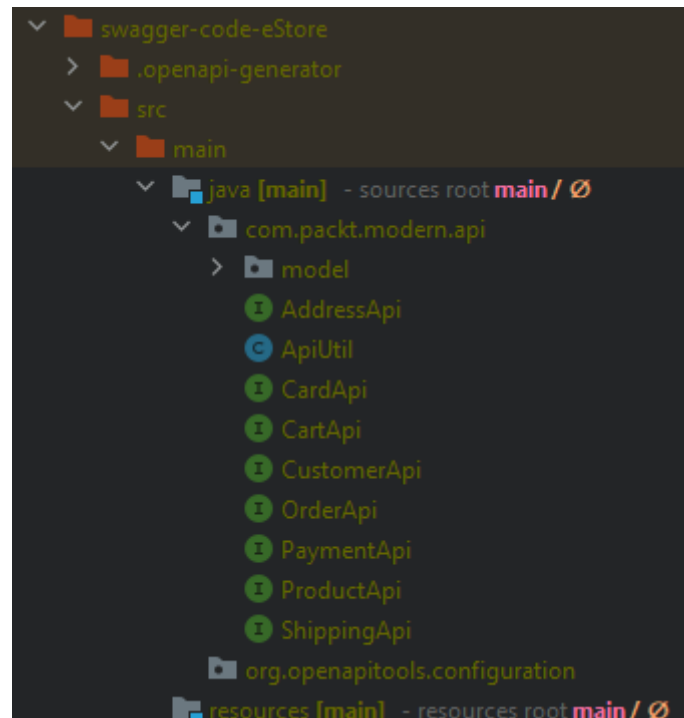 swagger-code-eStore
.openapi-generator
src
main
java [main] - sources root main / Ø
com.packt.modern.api
model
I AddressApi
C ApiUtil
I CardApi
I CartApi
I CustomerApi
I OrderApi
I PaymentApi
I ProductApi
I ShippingApi
org.openapitools.configuration
resources [main] - resources root main / Ø